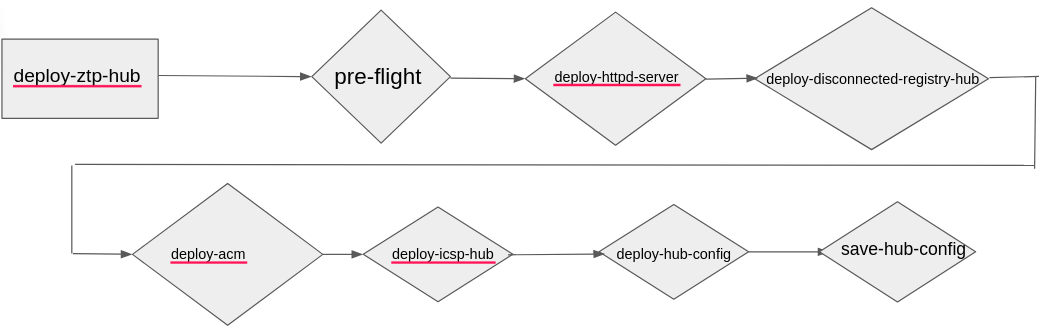 deploy-ztp-hub
pre-flight
deploy-httpd-server
deploy-disconnected-registry-hub
deploy-acm
deploy-icsp-hub
deploy-hub-config
save-hub-config